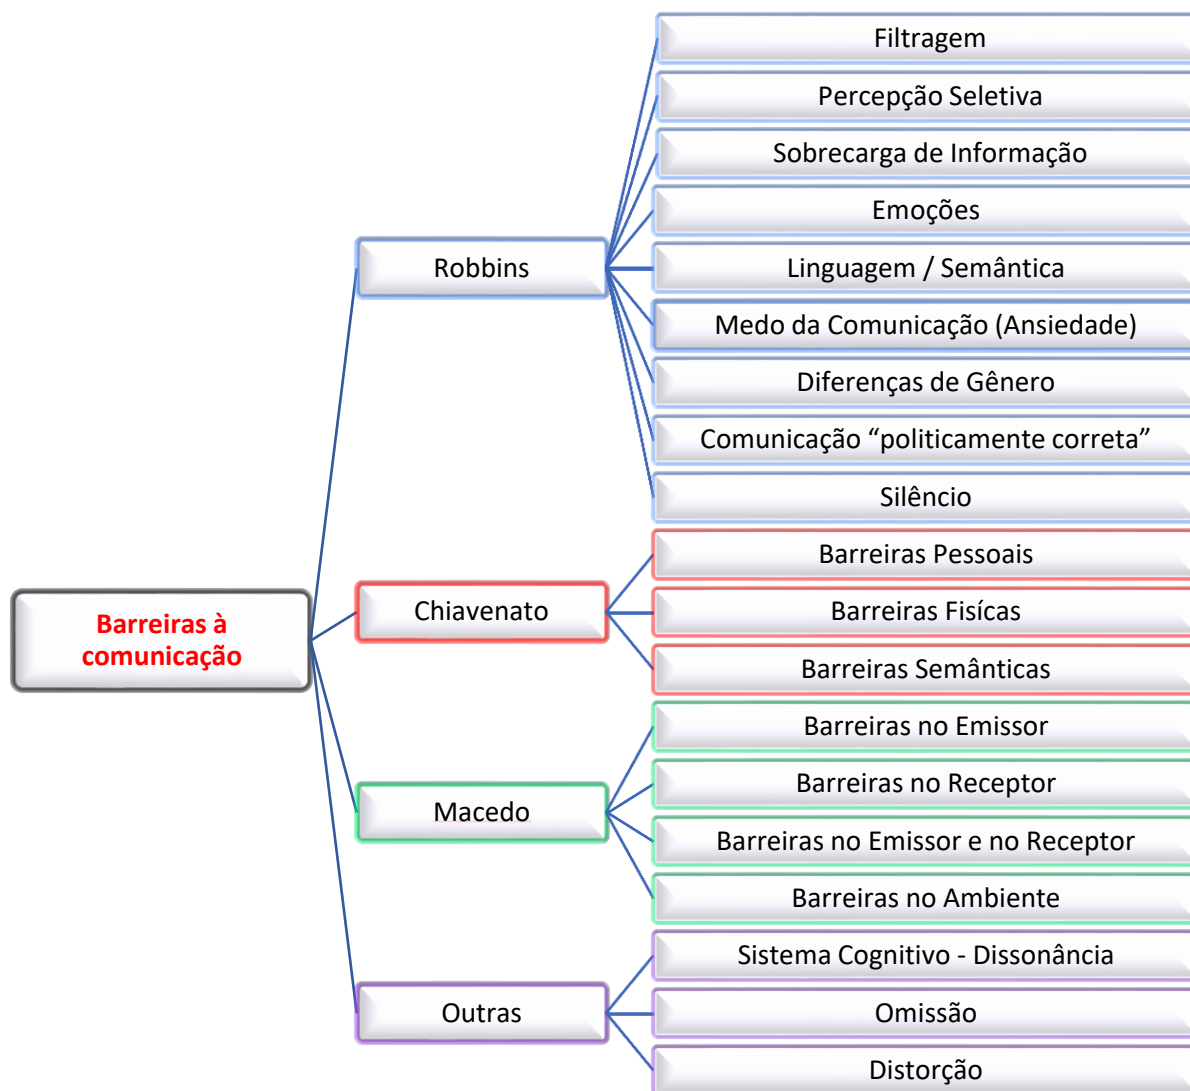 Barreiras à
comunicação
Robbins
Filtragem
Percepção Seletiva
Sobrecarga de Informação
Emoções
Linguagem / Semântica
Medo da Comunicação (Ansiedade)
Diferenças de Gênero
Comunicação “politicamente correta”
Silêncio
Chiavenato
Barreiras Pessoais
Barreiras Fisícas
Barreiras Semânticas
Macedo
Barreiras no Emissor
Barreiras no Receptor
Barreiras no Emissor e no Receptor
Barreiras no Ambiente
Outras
Sistema Cognitivo - Dissonância
Omissão
Distorção